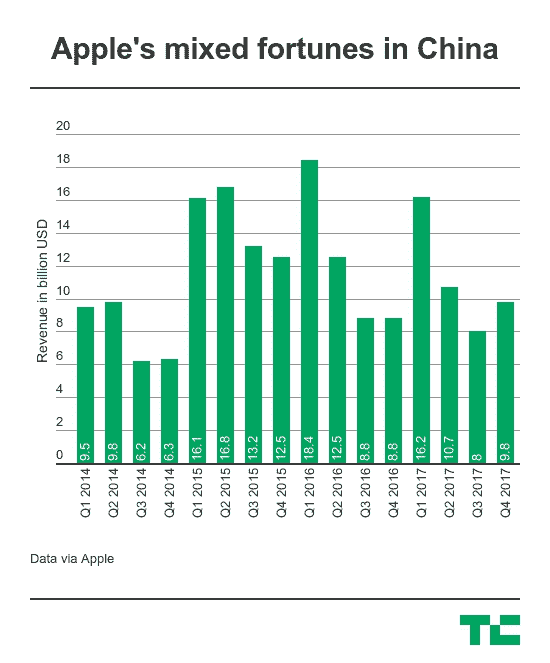 Apple's mixed fortunes in China
20
18
16
14
12
10
8
6
4
2
0
Revenue in billion USD
9.5
9.8
6.2
6.3
16.1
16.8
13.2
12.5
18.4
12.5
8.8
8.8
16.2
10.7
8
9.8
Q1 2014
Q2 2014
Q3 2014
Q4 2014
Q1 2015
Q2 2015
Q3 2015
Q4 2015
Q1 2016
Q2 2016
Q3 2016
Q4 2016
Q1 2017
Q2 2017
Q3 2017
Q4 2017
Data via Apple
TC